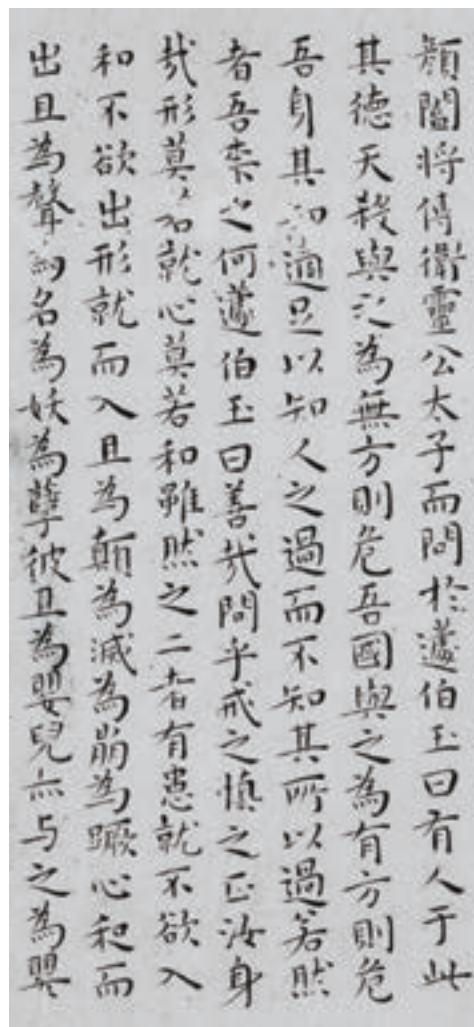 顏闔将傅衛靈公太子而問於蘧伯玉曰有人于此
其德天殺與之為無方則危吾國與之為有方則危
吾身其知適足以知人之過而不知其所以過若然
者吾柰之何蘧伯玉曰善哉問乎戒之慎之正汝身
哉形莫若就心莫若和雖然之二者有患就不欲入
和不欲出形就而入且為顛為滅為崩為蹶心和而
出且為聲為名為妖為孽彼且為嬰兒亦与之為嬰